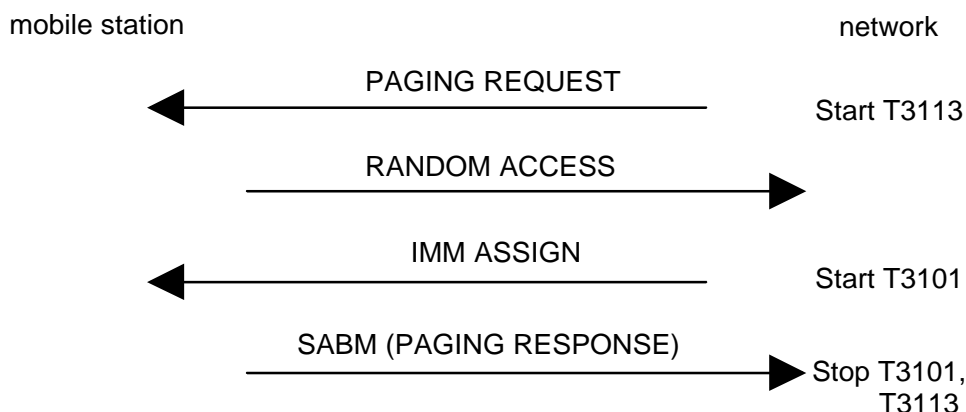 mobile station
network
PAGING REQUEST
Start T3113
RANDOM ACCESS
IMM ASSIGN
Start T3101
SABM (PAGING RESPONSE)
Stop T3101,
T3113